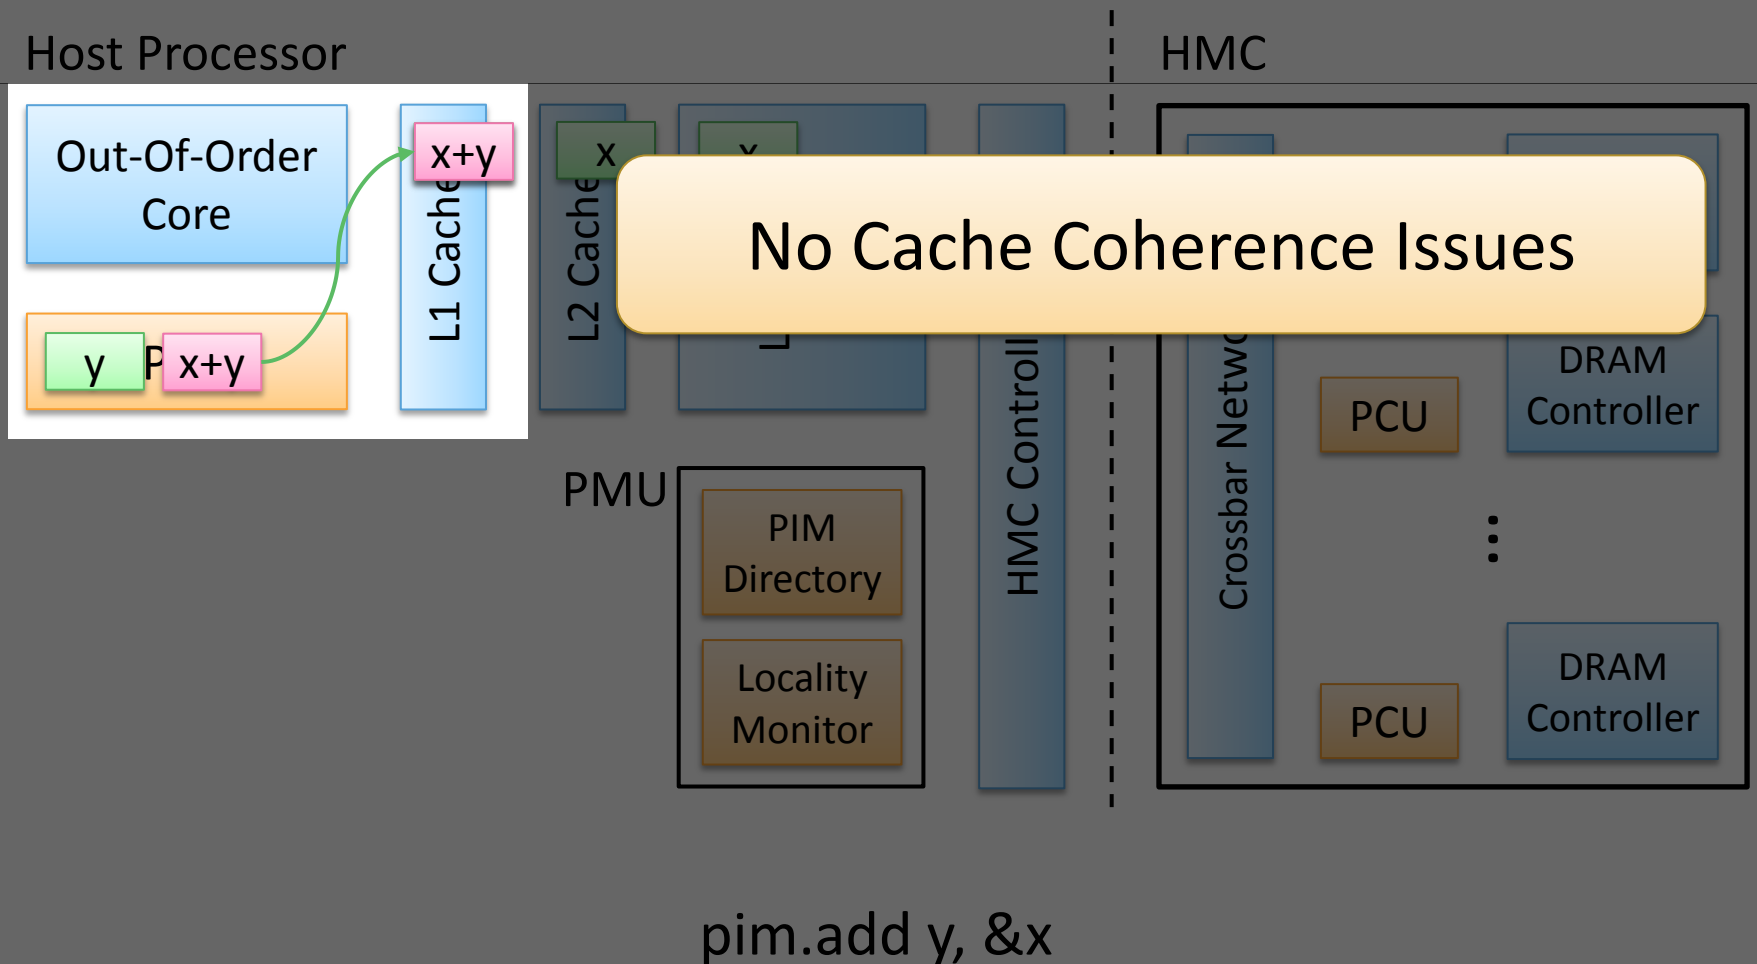 Host Processor
HMC
Out-Of-Order
Core
x+y
L1 Cache
x
L2 Cache
x
No Cache Coherence Issues
y
P
x+y
HMC Controll
Crossbar Netwo
DRAM
Controller
PCU
PMU
PIM
Directory
Locality
Monitor
DRAM
Controller
PCU
pim.add y, &x